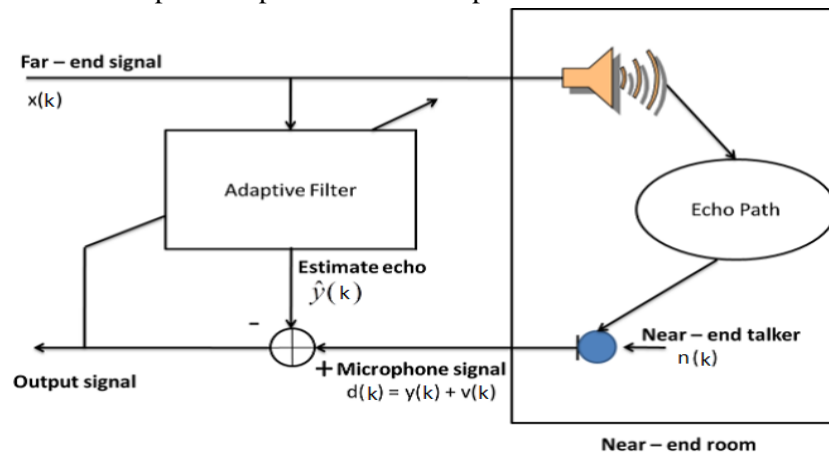 Far – end signal
x(k)
Adaptive Filter
Echo Path
Estimate echo
ŷ(k)
-
Near – end talker
n(k)
+ Microphone signal
d(k) = y(k) + v(k)
Output signal
Near – end room